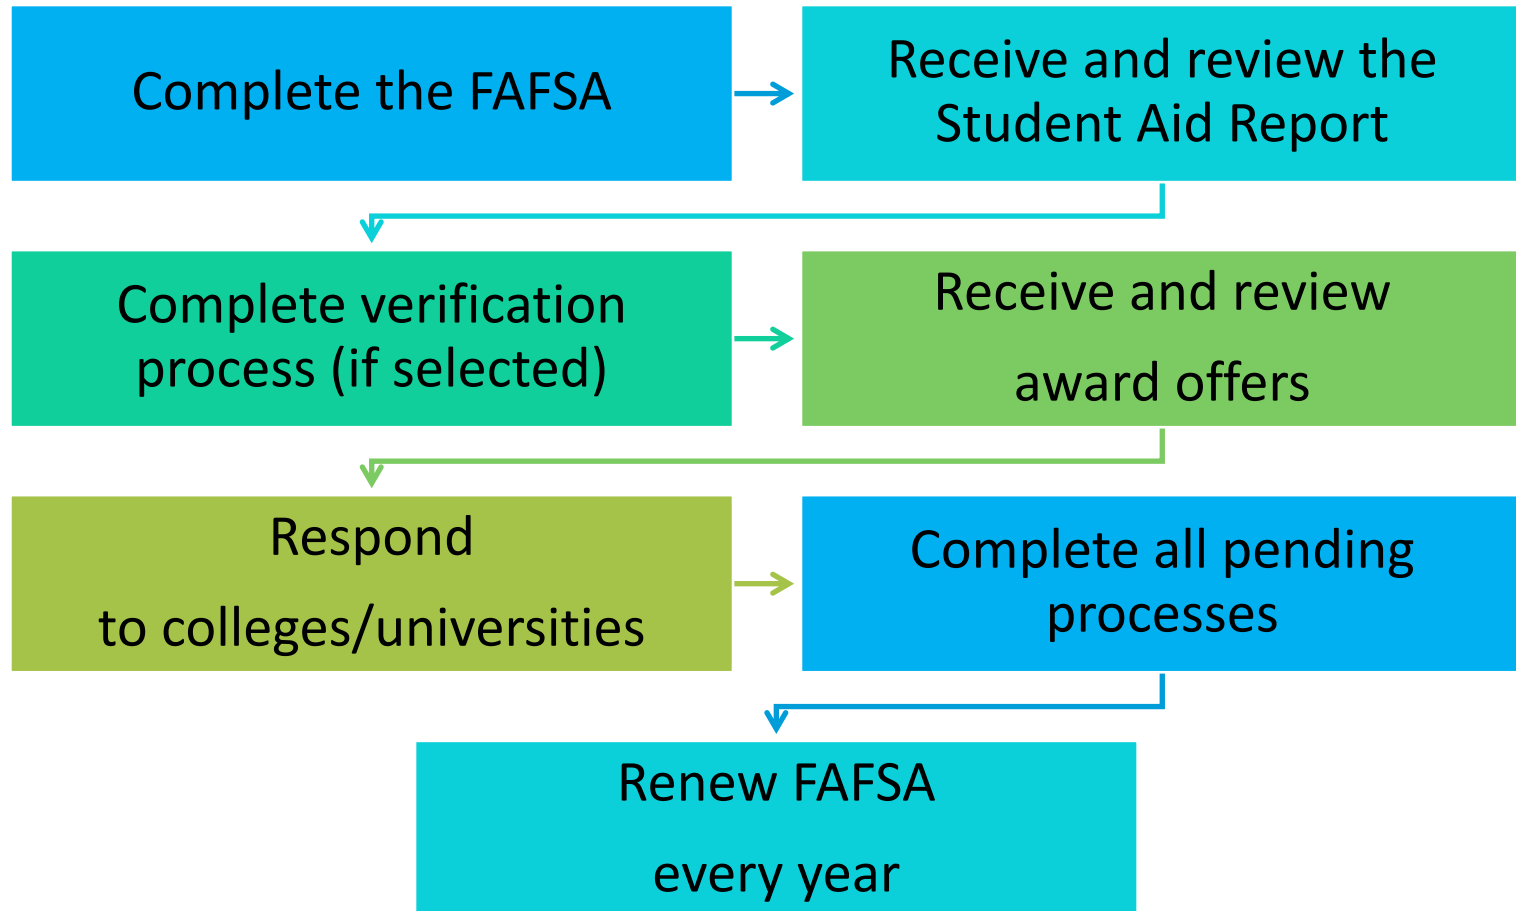 Complete the FAFSA
Receive and review the
Student Aid Report
Complete verification
process (if selected)
Receive and review
award offers
Respond
to colleges/universities
Complete all pending
processes
Renew FAFSA
every year